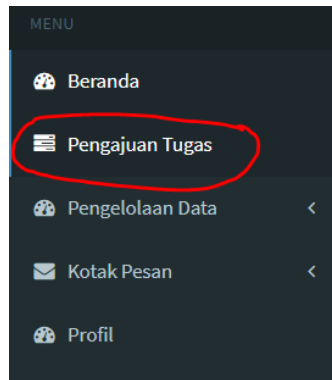 MENU
Beranda
Pengajuan Tugas
Pengelolaan Data
Kotak Pesan
Profil